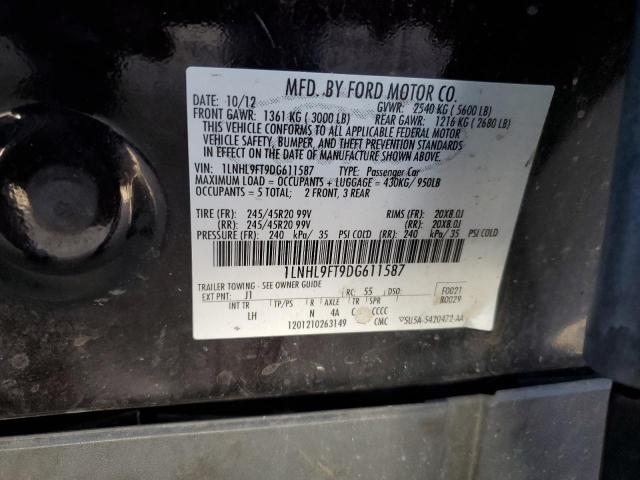 MFD. BY FORD MOTOR CO.
DATE: 10/12 GVWR: 2540 KG ( 5600 LB)
FRONT GAWR: 1361 KG ( 3000 LB) REAR GAWR: 1216 KG ( 2680 LB)
THIS VEHICLE CONFORMS TO ALL APPLICABLE FEDERAL MOTOR
VEHICLE SAFETY, BUMPER, AND THEFT PREVENTION STANDARDS
IN EFFECT ON THE DATE OF MANUFACTURE SHOWN ABOVE.
VIN: 1LNHL9FT9DG611587 TYPE: Passenger Car
MAXIMUM LOAD = OCCUPANTS + LUGGAGE = 430KG/ 950LB
OCCUPANTS = 5 TOTAL; 2 FRONT, 3 REAR
TIRE (FR): 245/45R20 99V RIMS (FR): 20X8.0J
(RR): 245/45R20 99V (RR): 20X8.0J
PRESSURE (FR): 240 kPa/ 35 PSI COLD (RR): 240 kPa/ 35 PSI COLD
1LNHL9FT9DG611587
TRAILER TOWING - SEE OWNER
EXT PNT: J1 RC: 55 DSO: F0021
INT TR TP/PS R AXLE TR SPR R0029
LH N 4A C CCCC
1201210263149 CMC 5U5A-5420472-AA